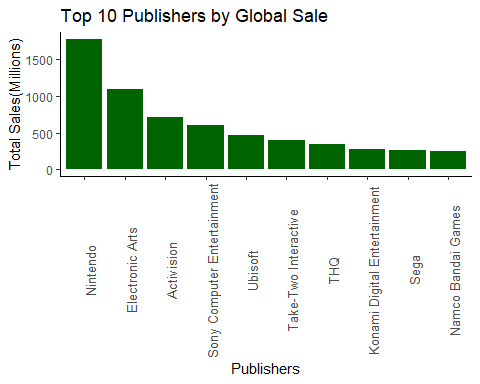 Top 10 Publishers by Global Sale
Total Sales(Millions)
1500
1000
500
0
Nintendo
Electronic Arts
Activision
Sony Computer Entertainment
Ubisoft
Take-Two Interactive
THQ
Konami Digital Entertainment
Sega
Namco Bandai Games
Publishers